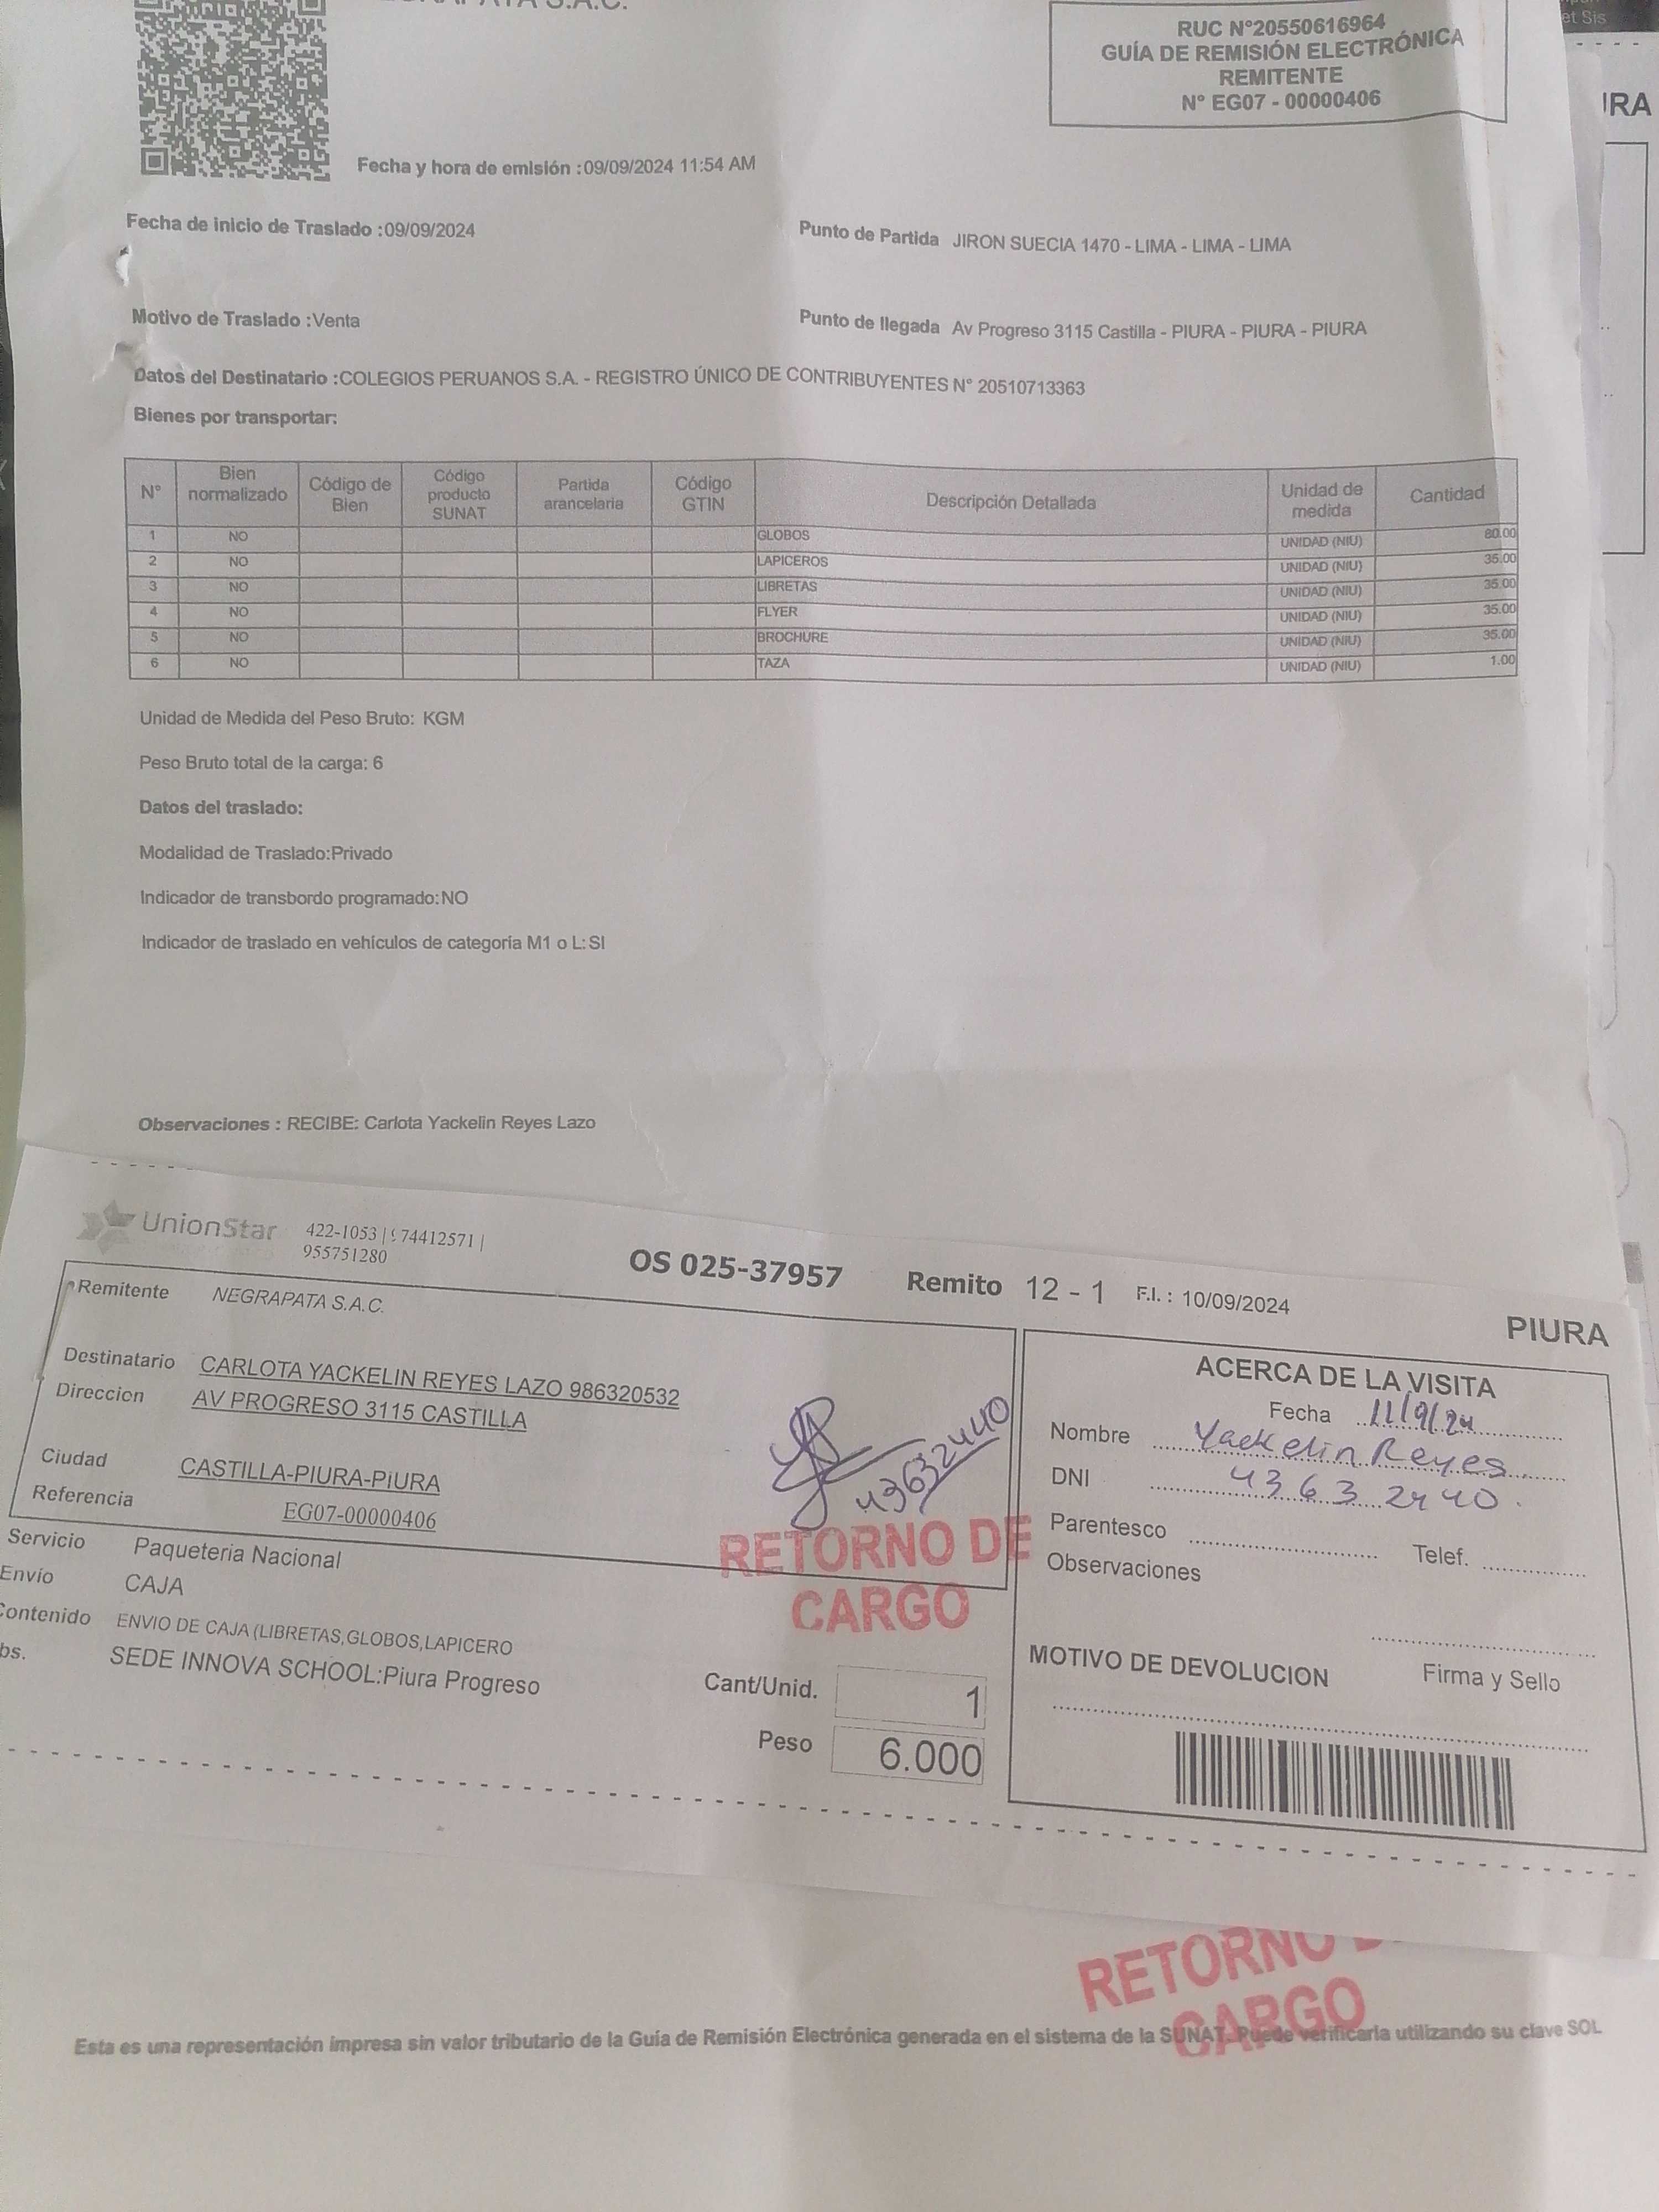 S.A.C.
RUC N°20550616964
GUÍA DE REMISIÓN ELECTRÓNICA
REMITENTE
N° EG07 - 00000406
Fecha y hora de emisión :09/09/2024 11:54 AM
Fecha de inicio de Traslado :09/09/2024
Punto de Partida JIRON SUECIA 1470 - LIMA - LIMA - LIMA
Motivo de Traslado :Venta
Punto de llegada Av Progreso 3115 Castilla - PIURA - PIURA - PIURA
Datos del Destinatario :COLEGIOS PERUANOS S.A. - REGISTRO ÚNICO DE CONTRIBUYENTES N° 20510713363
Bienes por transportar:
N° Bien normalizado Código de Bien Código producto SUNAT Partida arancelaria Código GTIN Descripción Detallada Unidad de medida Cantidad
1 NO GLOBOS UNIDAD (NIU) 80.00
2 NO LAPICEROS UNIDAD (NIU) 35.00
3 NO LIBRETAS UNIDAD (NIU) 35.00
4 NO FLYER UNIDAD (NIU) 35.00
5 NO BROCHURE UNIDAD (NIU) 35.00
6 NO TAZA UNIDAD (NIU) 1.00
Unidad de Medida del Peso Bruto: KGM
Peso Bruto total de la carga: 6
Datos del traslado:
Modalidad de Traslado:Privado
Indicador de transbordo programado:NO
Indicador de traslado en vehículos de categoría M1 o L:SI
Observaciones : RECIBE: Carlota Yackelin Reyes Lazo
UnionStar 422-1053 | 974412571 |
955751280
OS 025-37957 Remito 12 - 1 F.I. : 10/09/2024
PIURA
Remitente NEGRAPATA S.A.C.
Destinatario CARLOTA YACKELIN REYES LAZO 986320532
Direccion AV PROGRESO 3115 CASTILLA
Ciudad CASTILLA-PIURA-PIURA
Referencia EG07-00000406
43632440
Servicio Paqueteria Nacional
Envio CAJA
Contenido ENVIO DE CAJA (LIBRETAS,GLOBOS,LAPICERO
bs. SEDE INNOVA SCHOOL:Piura Progreso
RETORNO DE
CARGO
Cant/Unid. 1
Peso 6.000
ACERCA DE LA VISITA
Fecha 11/9/24
Nombre Yackelin Reyes
DNI 43632440.
Parentesco Telef.
Observaciones
Firma y Sello
MOTIVO DE DEVOLUCION
RETORNO
CARGO
Esta es una representación impresa sin valor tributario de la Guía de Remisión Electrónica generada en el sistema de la SUNAT. Puede verificarla utilizando su clave SOL
et Sis
IRA